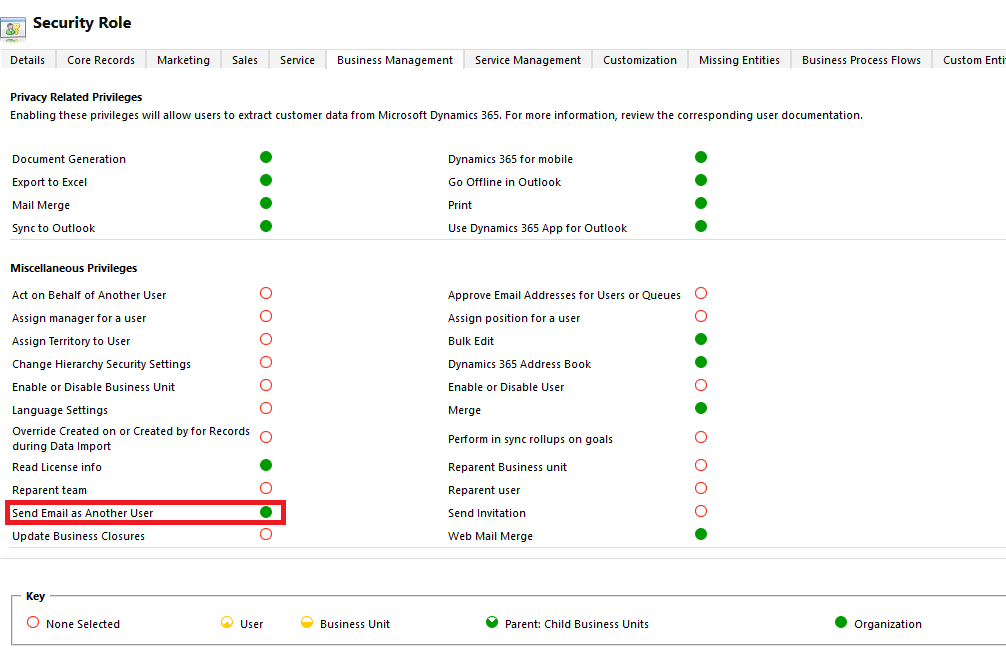 Security Role
Details Core Records Marketing Sales Service Business Management Service Management Customization Missing Entities Business Process Flows Custom Enti
Privacy Related Privileges
Enabling these privileges will allow users to extract customer data from Microsoft Dynamics 365. For more information, review the corresponding user documentation.
Document Generation Dynamics 365 for mobile
Export to Excel Go Offline in Outlook
Mail Merge Print
Sync to Outlook Use Dynamics 365 App for Outlook
Miscellaneous Privileges
Act on Behalf of Another User Approve Email Addresses for Users or Queues
Assign manager for a user Assign position for a user
Assign Territory to User Bulk Edit
Change Hierarchy Security Settings Dynamics 365 Address Book
Enable or Disable Business Unit Enable or Disable User
Language Settings Merge
Override Created on or Created by for Records
during Data Import Perform in sync rollups on goals
Read License info Reparent Business unit
Reparent team Reparent user
Send Email as Another User Send Invitation
Update Business Closures Web Mail Merge
Key
None Selected User Business Unit Parent: Child Business Units Organization